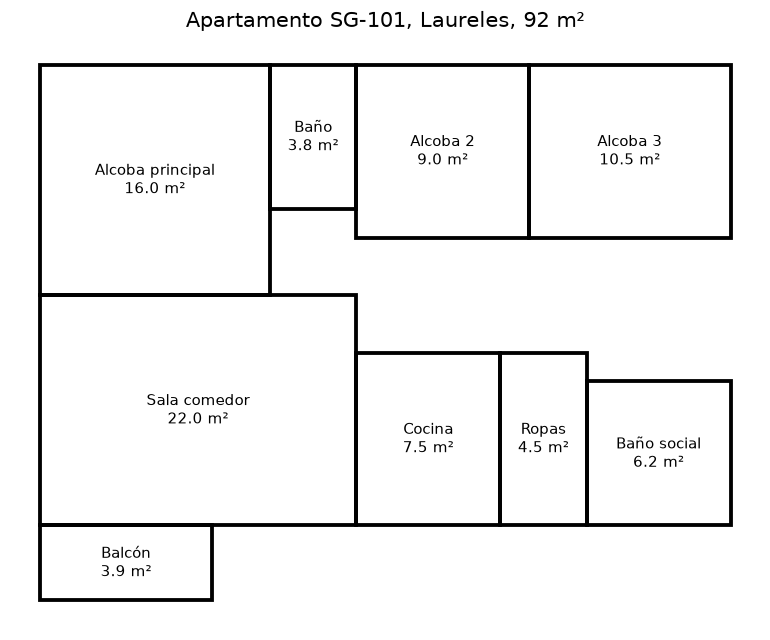 Apartamento SG-101, Laureles, 92 m²
Alcoba principal
16.0 m²
Baño
3.8 m²
Alcoba 2
9.0 m²
Alcoba 3
10.5 m²
Sala comedor
22.0 m²
Cocina
7.5 m²
Ropas
4.5 m²
Baño social
6.2 m²
Balcón
3.9 m²